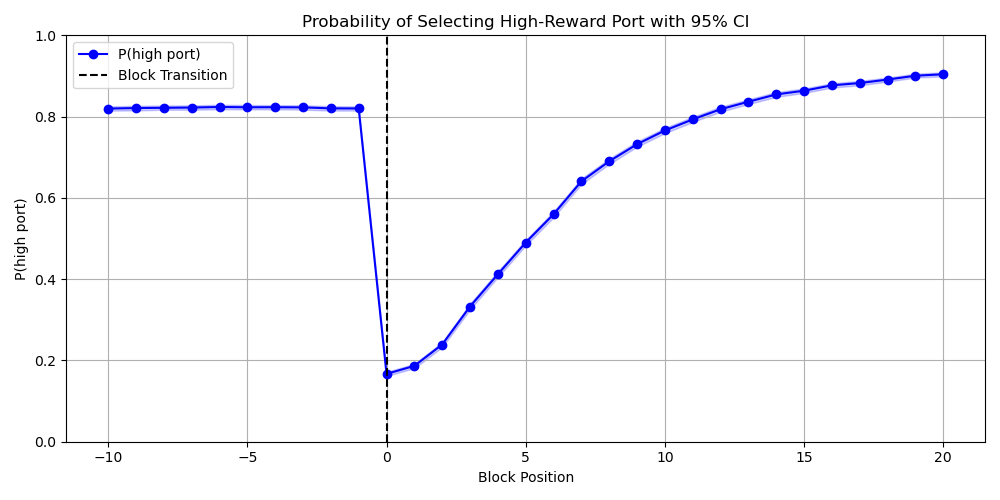 Probability of Selecting High-Reward Port with 95% CI
P(high port)
Block Transition
1.0
0.8
0.6
0.4
0.2
0.0
P(high port)
−10
−5
0
5
10
15
20
Block Position